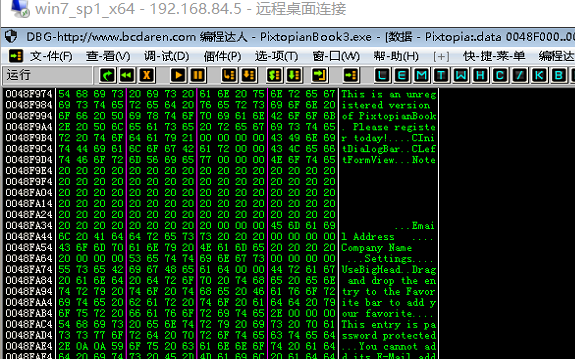 win7_sp1_x64 - 192.168.84.5 - 远程桌面连接
DBG-http://www.bcdaren.com 编程达人 - PixtopianBook3.exe - [数据 - Pixtopia:.data 0048F000..00
文-件(F) 查-看(V) 调-试(D) 插件(P) 选-项(T) 窗-口(W) 帮-助(H) [+] 快-捷-菜-单 编程达
运行 L E M T W H C / K B
0048F974 54 68 69 73 20 69 73 20 61 6E 20 75 6E 72 65 67 This is an unreg
0048F984 69 73 74 65 72 65 64 20 76 65 72 73 69 6F 6E 20 istered version
0048F994 6F 66 20 50 69 78 74 6F 70 69 61 6E 42 6F 6F 6B of PixtopianBook
0048F9A4 2E 20 50 6C 65 61 73 65 20 72 65 67 69 73 74 65 . Please registe
0048F9B4 72 20 74 6F 64 61 79 21 00 00 00 00 43 49 6E 69 r today!....CIni
0048F9C4 74 44 69 61 6C 6F 67 42 61 72 00 00 43 4C 65 66 tDialogBar..CLef
0048F9D4 74 46 6F 72 6D 56 69 65 77 00 00 00 4E 6F 74 65 tFormView...Note
0048F9E4 20 20 20 20 20 20 20 20 20 20 20 20 20 20 20 20
0048F9F4 20 20 20 20 20 20 20 20 20 20 20 20 20 20 20 20
0048FA04 20 20 20 20 20 20 20 20 20 20 20 20 20 20 20 20
0048FA14 20 20 20 20 20 20 20 20 20 20 20 20 20 20 20 20
0048FA24 20 20 20 20 20 20 20 20 20 20 20 20 20 20 20 20
0048FA34 20 20 20 20 20 20 20 20 20 00 00 00 45 6D 61 69 ...Emai
0048FA44 6C 20 41 64 64 72 65 73 73 20 20 20 00 00 00 00 l Address ....
0048FA54 43 6F 6D 70 61 6E 79 20 4E 61 6D 65 20 20 20 20 Company Name
0048FA64 20 20 00 00 53 65 74 74 69 6E 67 73 00 00 00 00 ..Settings....
0048FA74 55 73 65 42 69 67 48 65 61 64 00 00 44 72 61 67 UseBigHead..Drag
0048FA84 20 61 6E 64 20 64 72 6F 70 20 74 68 65 20 65 6E and drop the en
0048FA94 74 72 79 20 74 6F 20 74 68 65 20 46 61 76 6F 72 try to the Favor
0048FAA4 69 74 65 20 62 61 72 20 74 6F 20 61 64 64 20 79 ite bar to add y
0048FAB4 6F 75 72 20 66 61 76 6F 72 69 74 65 2E 00 00 00 our favorite....
0048FAC4 54 68 69 73 20 65 6E 74 72 79 20 69 73 20 70 61 This entry is pa
0048FAD4 73 73 77 6F 72 64 20 70 72 6F 74 65 63 74 65 64 ssword protected
0048FAE4 2E 0A 0A 59 6F 75 20 63 61 6E 6E 6F 74 20 61 64 ...You cannot ad
0048FAF4 64 20 69 74 73 20 45 2D 4D 61 69 6C 20 61 64 64 d its E-Mail add